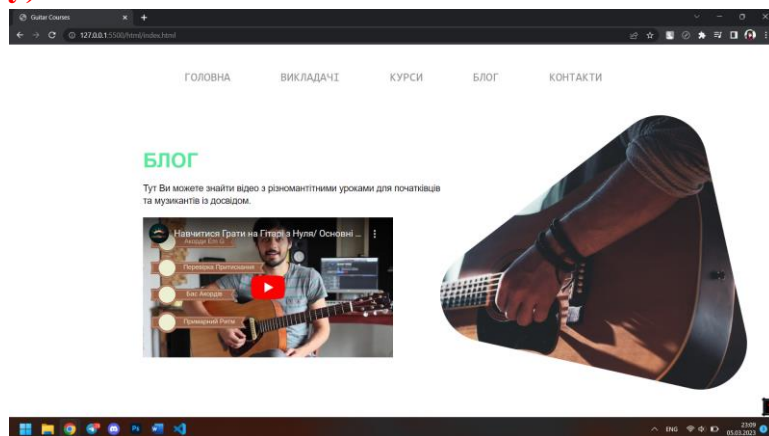 Guitar Courses
127.0.0.1:5500/html/index.html
ГОЛОВНА ВИКЛАДАЧІ КУРСИ БЛОГ КОНТАКТИ
БЛОГ
Тут Ви можете знайти відео з різномантітними уроками для початківців
та музикантів із досвідом.
Навчитися Грати на Гітарі з Нуля/ Основні ...
Акорди Em G
Перевірка Притискання
Бас Акордів
Примарний Ритм
ENG
23:09
05.03.2023